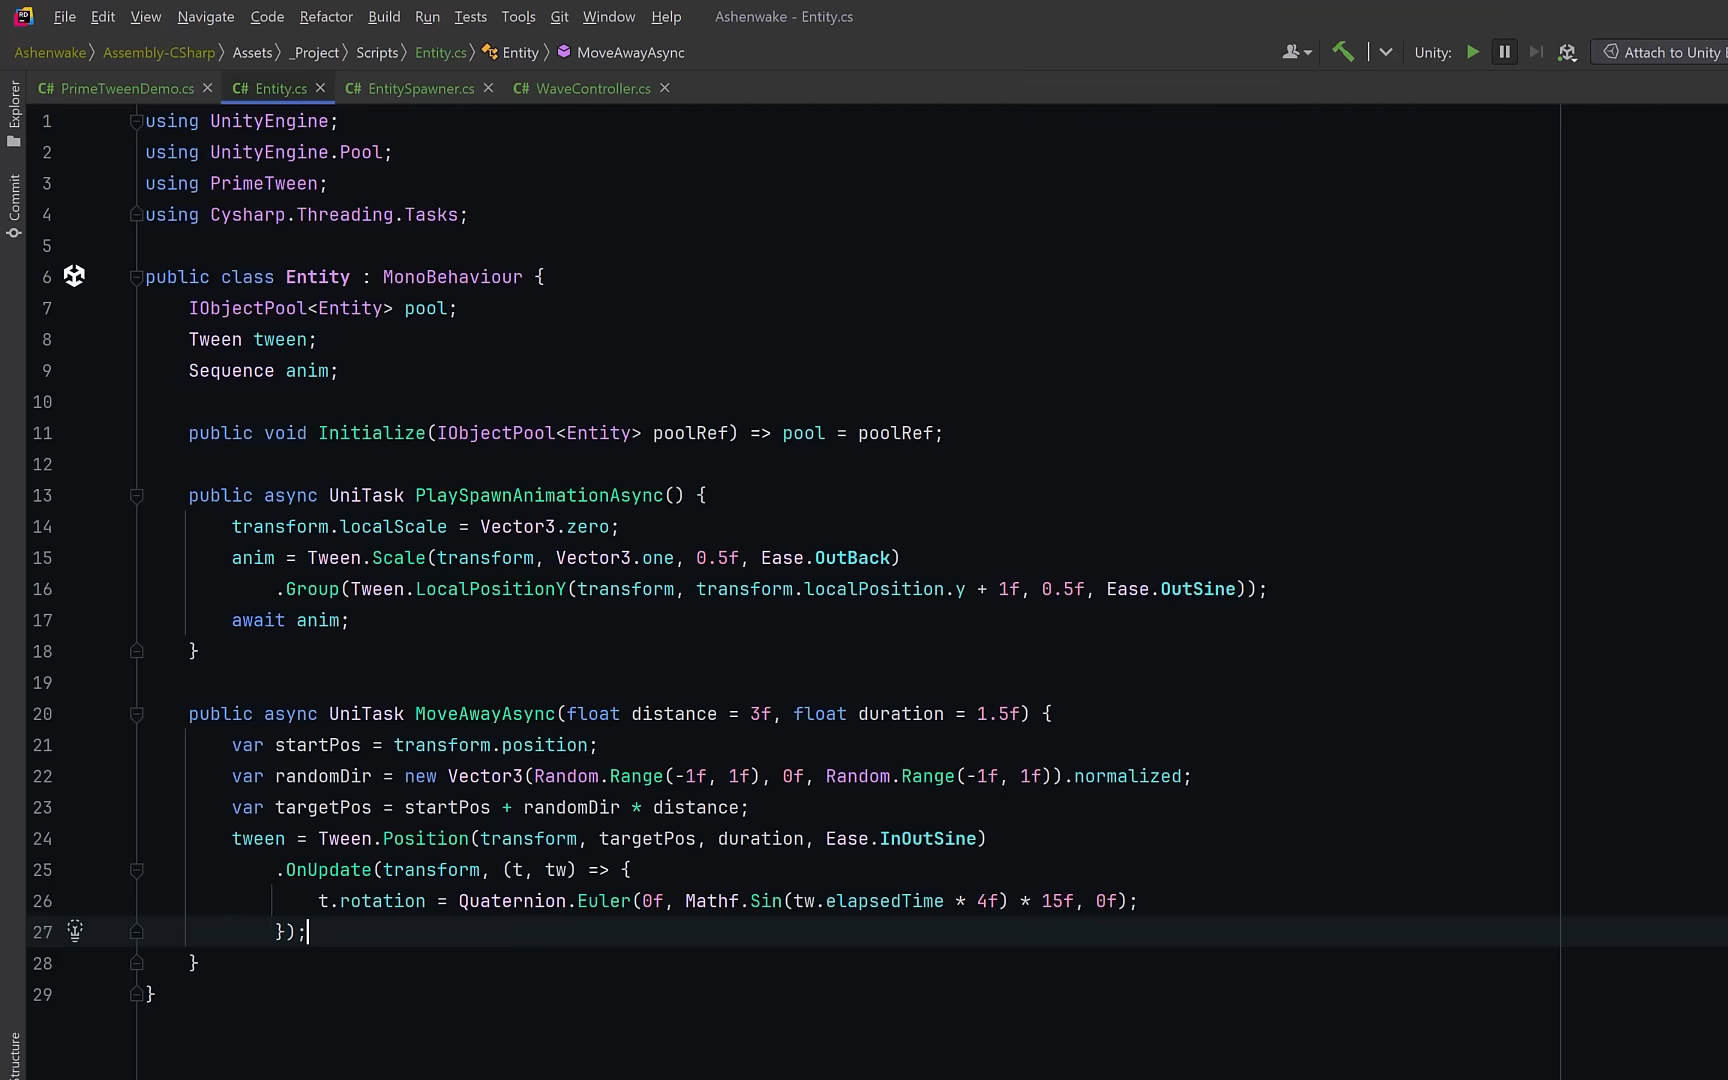 File Edit View Navigate Code Refactor Build Run Tests Tools Git Window Help Ashenwake - Entity.cs
Ashenwake Assembly-CSharp Assets _Project Scripts Entity.cs Entity MoveAwayAsync Unity: Attach to Unity
C# PrimeTweenDemo.cs C# Entity.cs C# EntitySpawner.cs C# WaveController.cs
Explorer
Commit
Structure
1 using UnityEngine;
2 using UnityEngine.Pool;
3 using PrimeTween;
4 using Cysharp.Threading.Tasks;
5
6 public class Entity : MonoBehaviour {
7 IObjectPool<Entity> pool;
8 Tween tween;
9 Sequence anim;
10
11 public void Initialize(IObjectPool<Entity> poolRef) => pool = poolRef;
12
13 public async UniTask PlaySpawnAnimationAsync() {
14 transform.localScale = Vector3.zero;
15 anim = Tween.Scale(transform, Vector3.one, 0.5f, Ease.OutBack)
16 .Group(Tween.LocalPositionY(transform, transform.localPosition.y + 1f, 0.5f, Ease.OutSine));
17 await anim;
18 }
19
20 public async UniTask MoveAwayAsync(float distance = 3f, float duration = 1.5f) {
21 var startPos = transform.position;
22 var randomDir = new Vector3(Random.Range(-1f, 1f), 0f, Random.Range(-1f, 1f)).normalized;
23 var targetPos = startPos + randomDir * distance;
24 tween = Tween.Position(transform, targetPos, duration, Ease.InOutSine)
25 .OnUpdate(transform, (t, tw) => {
26 t.rotation = Quaternion.Euler(0f, Mathf.Sin(tw.elapsedTime * 4f) * 15f, 0f);
27 });
28 }
29 }